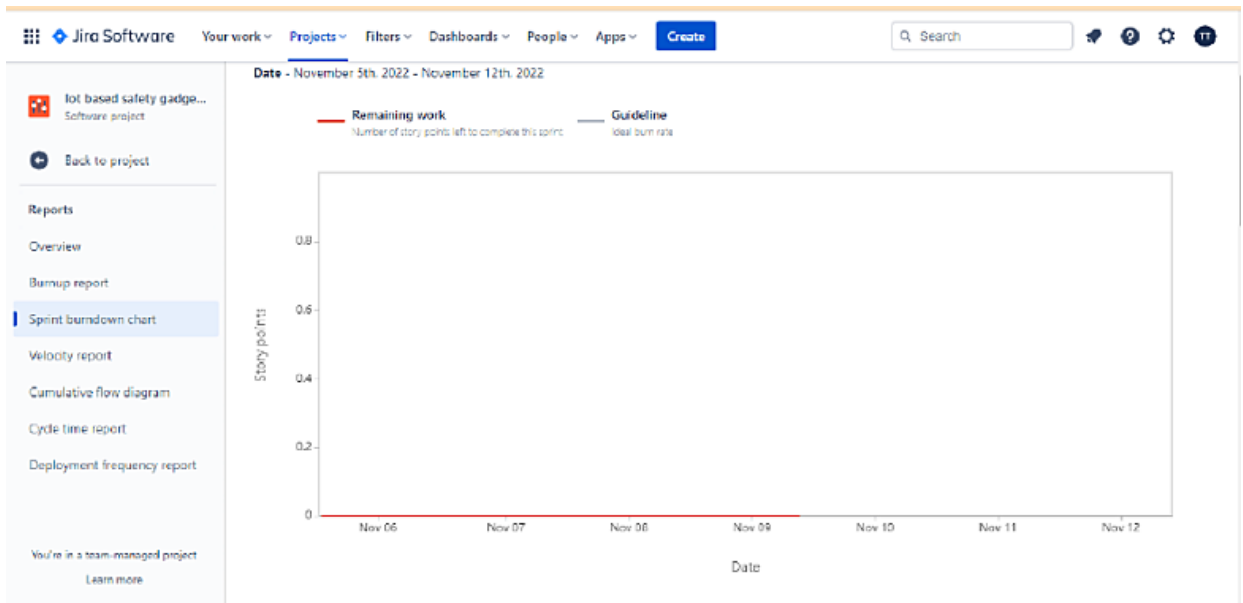 Jira Software Your work Projects Filters Dashboards People Apps Create Search TT
Date - November 5th, 2022 - November 12th, 2022
Iot based safety gadge...
Software project
Back to project
Reports
Overview
Burnup report
Sprint burndown chart
Velocity report
Cumulative flow diagram
Cycle time report
Deployment frequency report
You're in a team-managed project
Learn more
Remaining work
Number of story points left to complete this sprint
Guideline
Ideal burn rate
Story points
0.8
0.6
0.4
0.2
0
Nov 06 Nov 07 Nov 08 Nov 09 Nov 10 Nov 11 Nov 12
Date